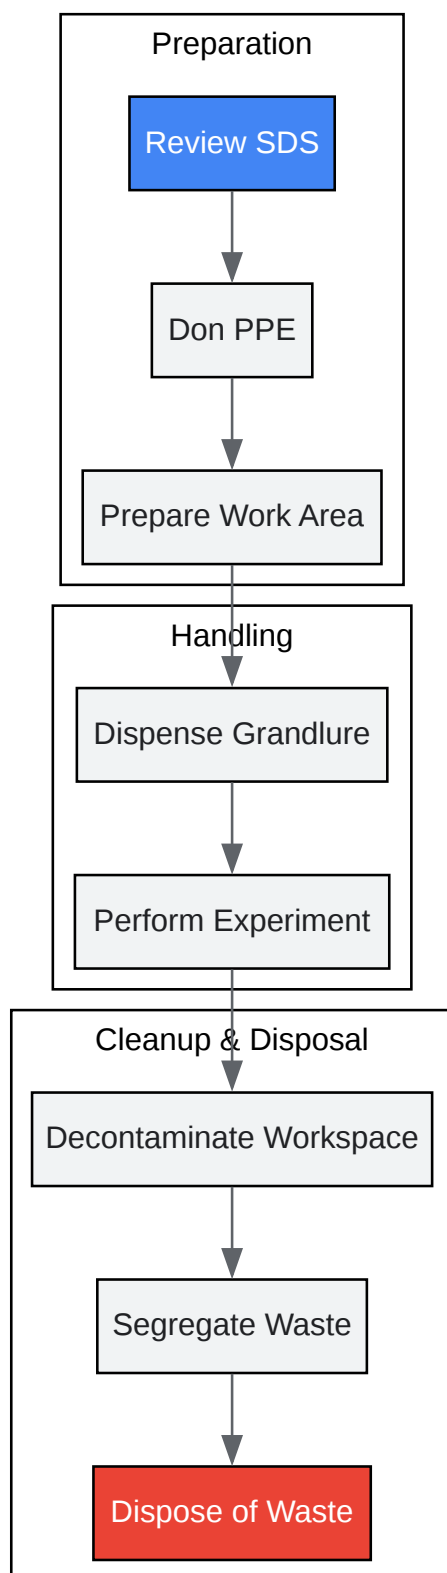 Preparation
Review SDS
Don PPE
Prepare Work Area
Handling
Dispense Grandlure
Perform Experiment
Cleanup & Disposal
Decontaminate Workspace
Segregate Waste
Dispose of Waste